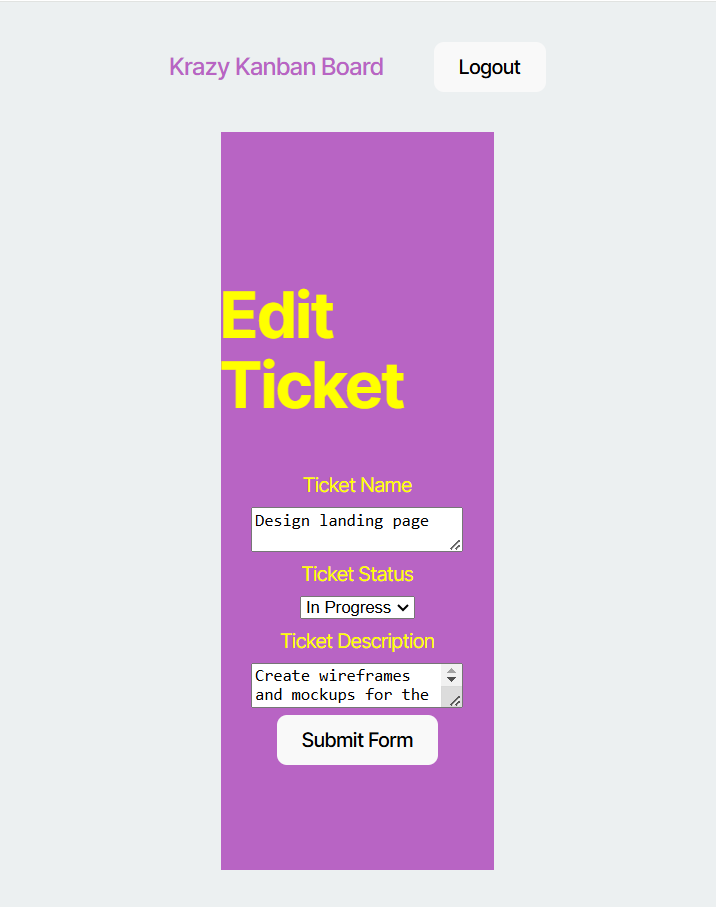 Krazy Kanban Board
Logout
Edit
Ticket
Ticket Name
Design landing page
Ticket Status
In Progress
Ticket Description
Create wireframes
and mockups for the
Submit Form